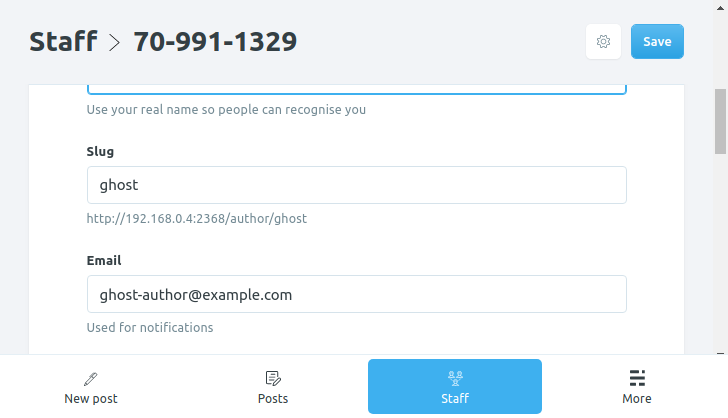 Staff > 70-991-1329
Save
Use your real name so people can recognise you
Slug
ghost
http://192.168.0.4:2368/author/ghost
Email
ghost-author@example.com
Used for notifications
New post
Posts
Staff
More